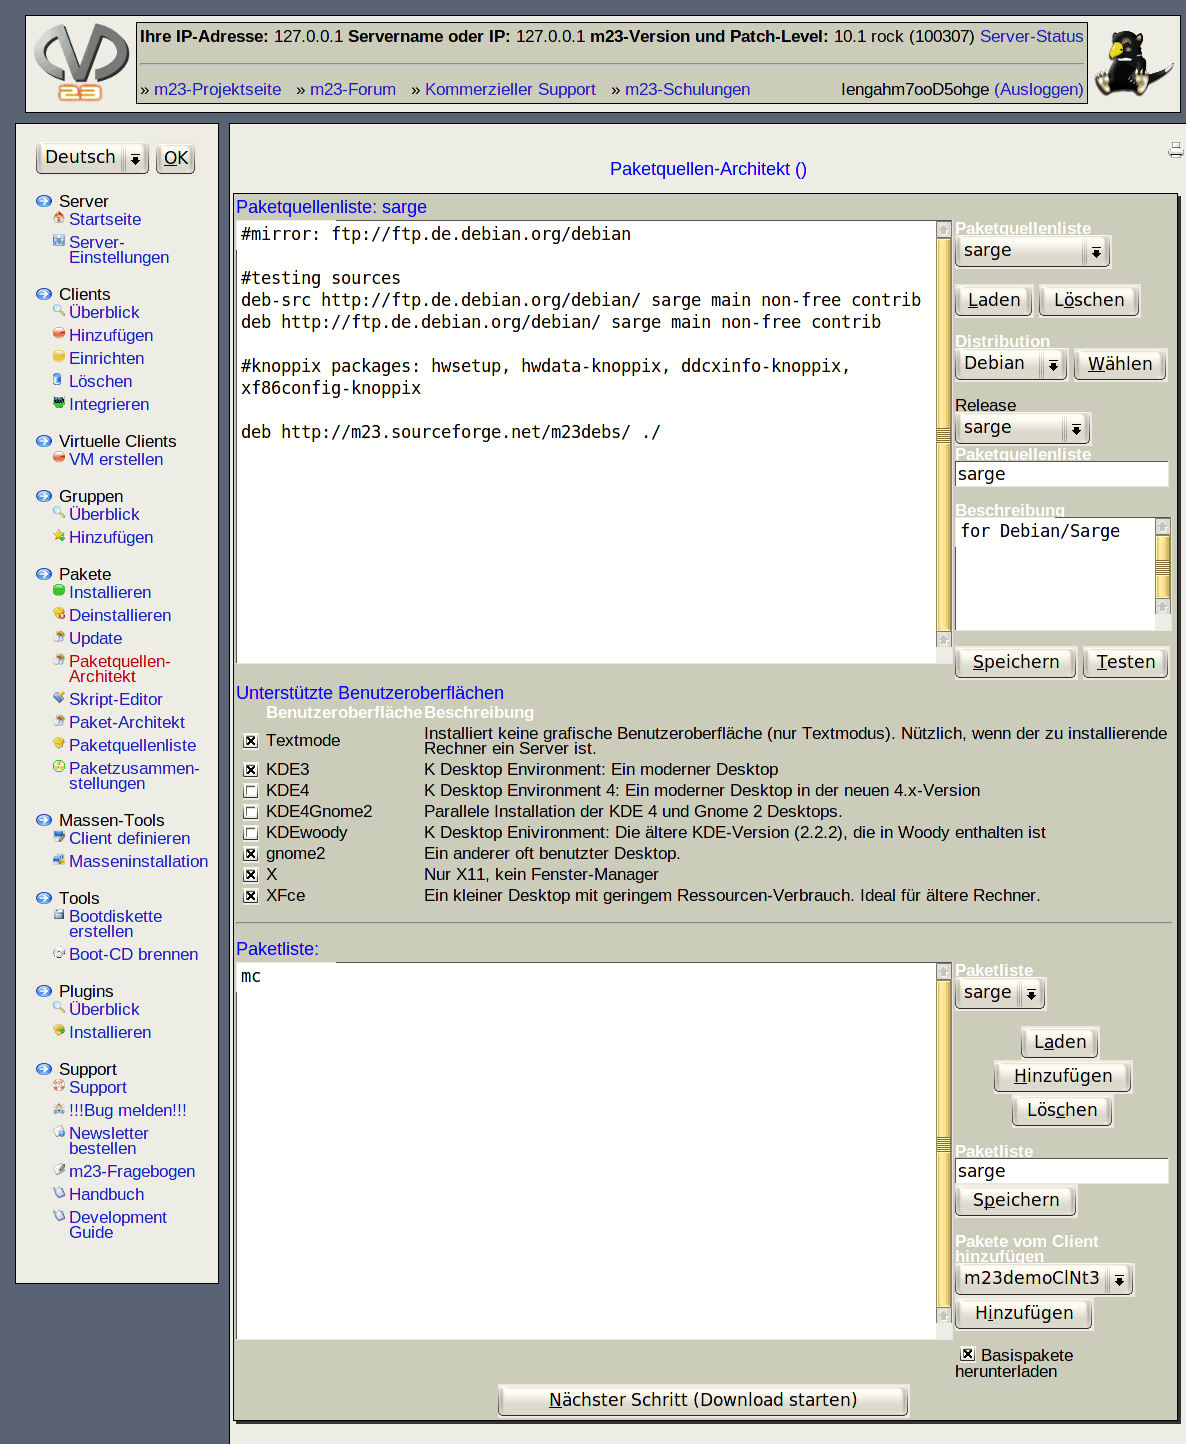 Ihre IP-Adresse: 127.0.0.1 Servername oder IP: 127.0.0.1 m23-Version und Patch-Level: 10.1 rock (100307) Server-Status
» m23-Projektseite » m23-Forum » Kommerzieller Support » m23-Schulungen Iengahm7ooD5ohge (Ausloggen)
23
Deutsch OK
Server
Startseite
Server-
Einstellungen
Clients
Überblick
Hinzufügen
Einrichten
Löschen
Integrieren
Virtuelle Clients
VM erstellen
Gruppen
Überblick
Hinzufügen
Pakete
Installieren
Deinstallieren
Update
Paketquellen-
Architekt
Skript-Editor
Paket-Architekt
Paketquellenliste
Paketzusammen-
stellungen
Massen-Tools
Client definieren
Masseninstallation
Tools
Bootdiskette
erstellen
Boot-CD brennen
Plugins
Überblick
Installieren
Support
Support
!!!Bug melden!!!
Newsletter
bestellen
m23-Fragebogen
Handbuch
Development
Guide
Paketquellen-Architekt ()
Paketquellenliste: sarge
#mirror: ftp://ftp.de.debian.org/debian
#testing sources
deb-src http://ftp.de.debian.org/debian/ sarge main non-free contrib
deb http://ftp.de.debian.org/debian/ sarge main non-free contrib
#knoppix packages: hwsetup, hwdata-knoppix, ddcxinfo-knoppix,
xf86config-knoppix
deb http://m23.sourceforge.net/m23debs/ ./
Paketquellenliste
sarge
Laden Löschen
Distribution
Debian Wählen
Release
sarge
Paketquellenliste
sarge
Beschreibung
for Debian/Sarge
Speichern Testen
Unterstützte Benutzeroberflächen
Benutzeroberfläche Beschreibung
Textmode Installiert keine grafische Benutzeroberfläche (nur Textmodus). Nützlich, wenn der zu installierende
Rechner ein Server ist.
KDE3 K Desktop Environment: Ein moderner Desktop
KDE4 K Desktop Environment 4: Ein moderner Desktop in der neuen 4.x-Version
KDE4Gnome2 Parallele Installation der KDE 4 und Gnome 2 Desktops.
KDEwoody K Desktop Enivironment: Die ältere KDE-Version (2.2.2), die in Woody enthalten ist
gnome2 Ein anderer oft benutzter Desktop.
X Nur X11, kein Fenster-Manager
XFce Ein kleiner Desktop mit geringem Ressourcen-Verbrauch. Ideal für ältere Rechner.
Paketliste:
mc
Paketliste
sarge
Laden
Hinzufügen
Löschen
Paketliste
sarge
Speichern
Pakete vom Client
hinzufügen
m23demoClNt3
Hinzufügen
Basispakete
herunterladen
Nächster Schritt (Download starten)